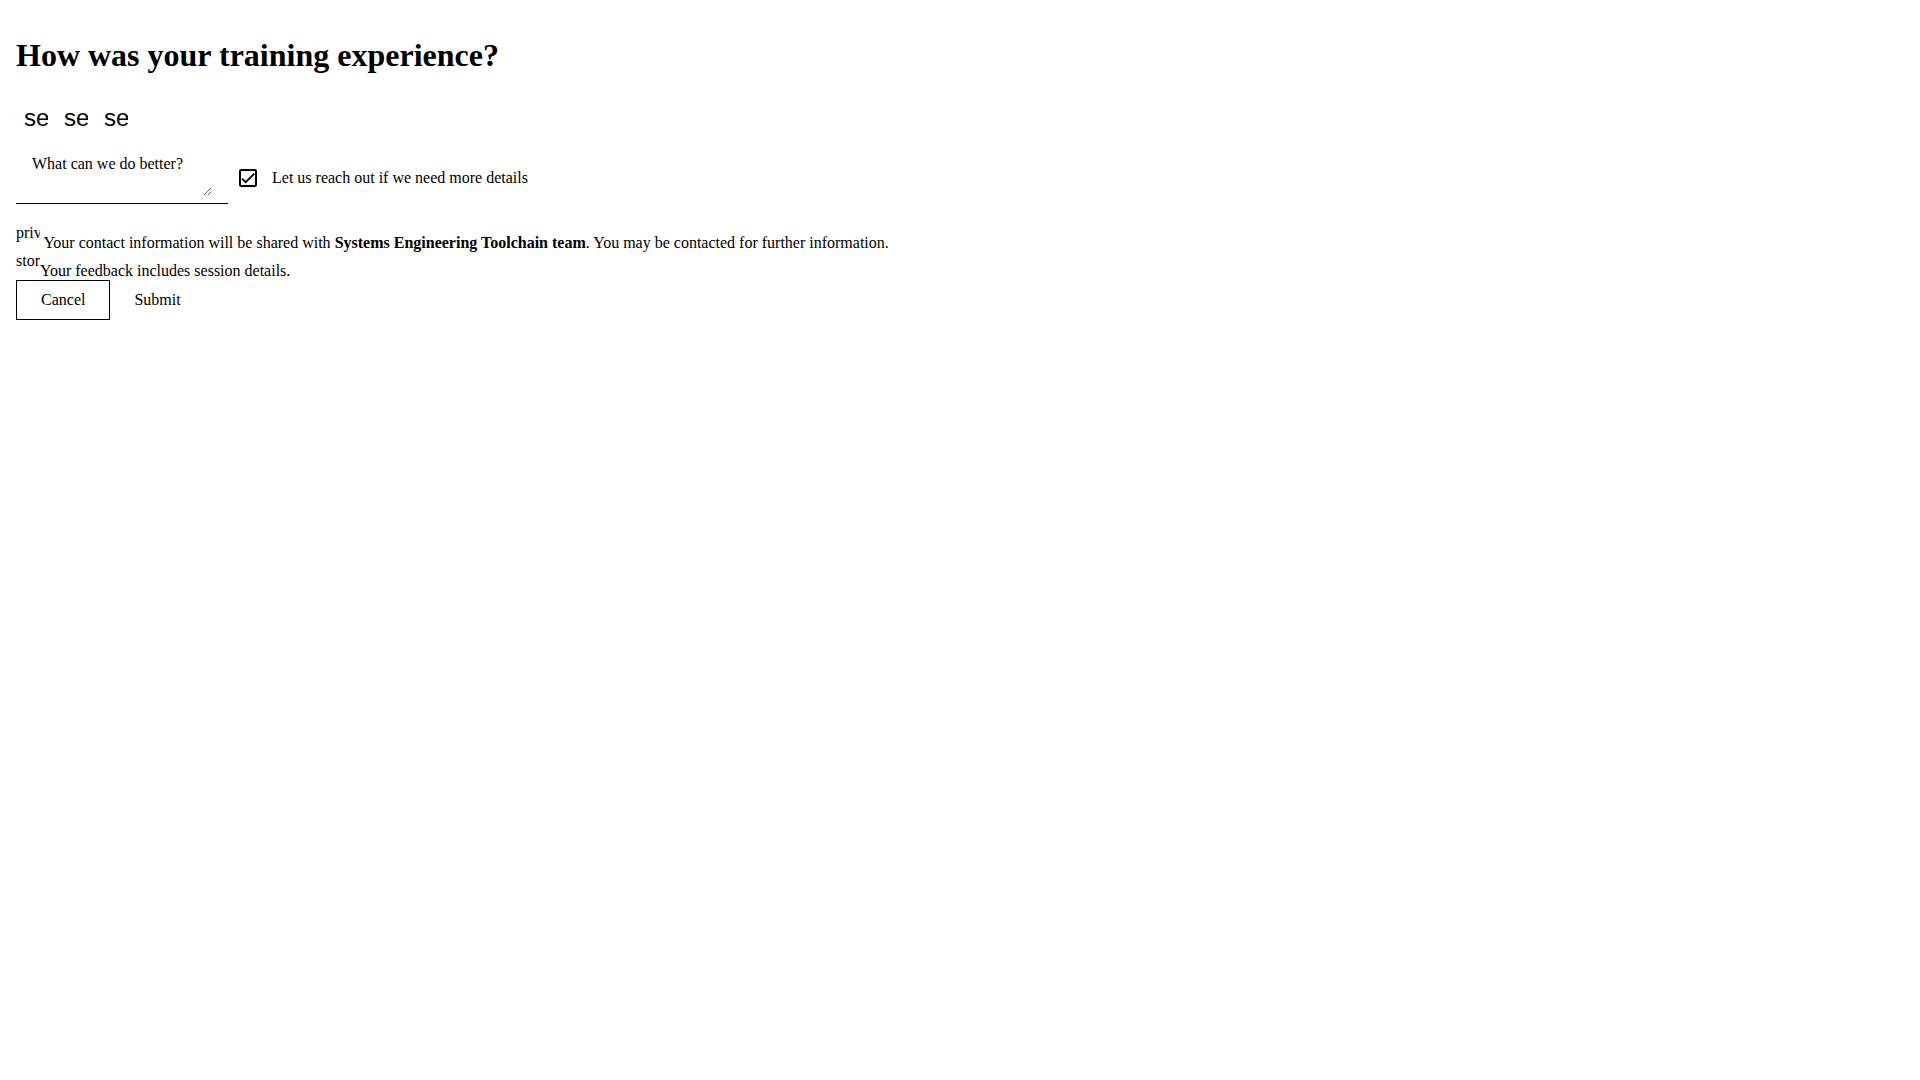 How was your training experience?
se se se
What can we do better?
Let us reach out if we need more details
priv Your contact information will be shared with Systems Engineering Toolchain team. You may be contacted for further information.
stor Your feedback includes session details.
Cancel Submit